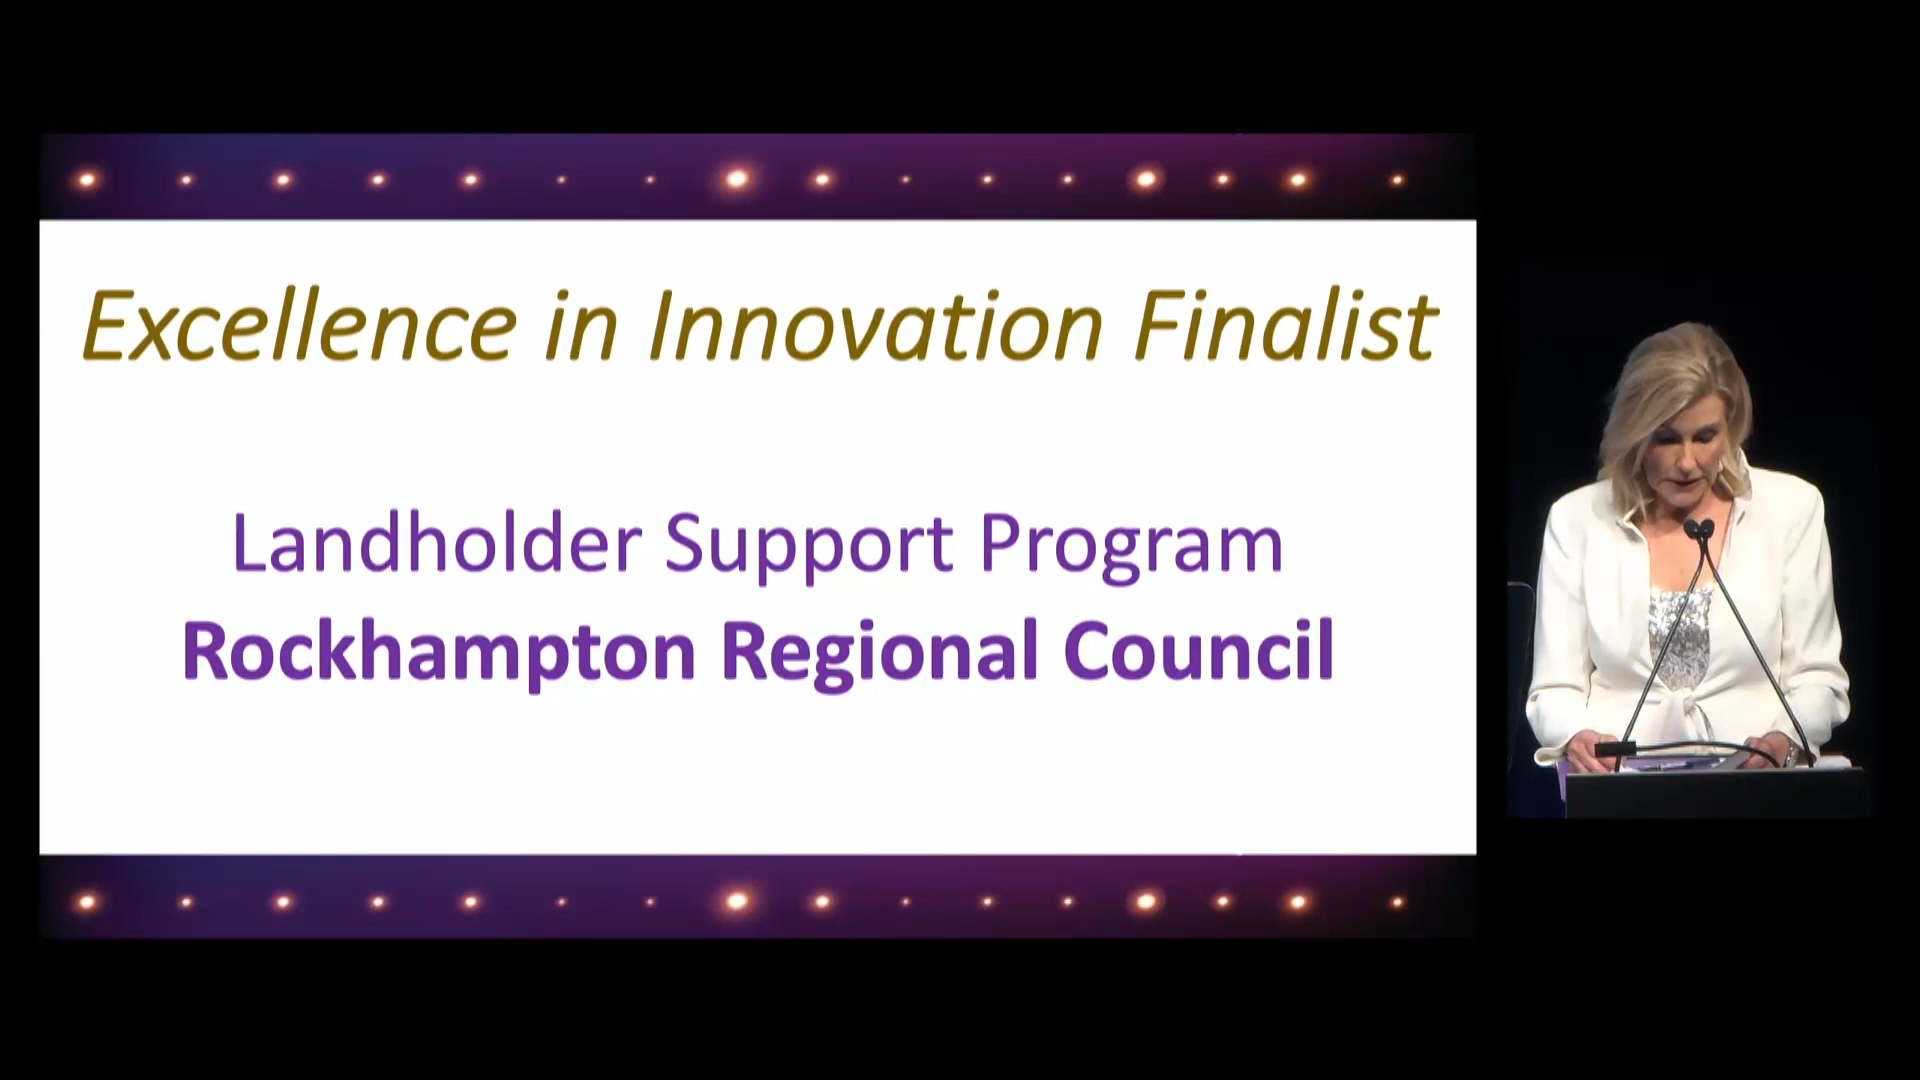 Excellence in Innovation Finalist
Landholder Support Program
Rockhampton Regional Council